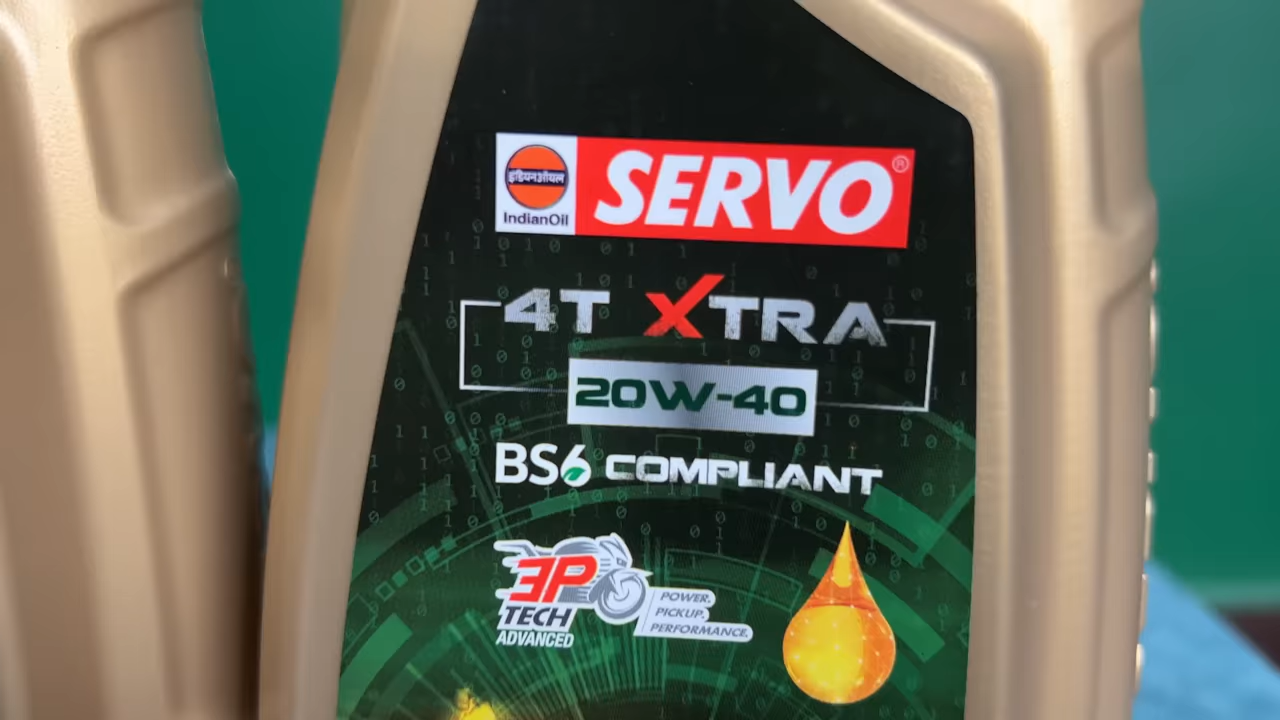 इंडियनऑयल
IndianOil
SERVO®
4T XTRA
20W-40
BS6 COMPLIANT
3P
TECH
ADVANCED
POWER.
PICKUP.
PERFORMANCE.